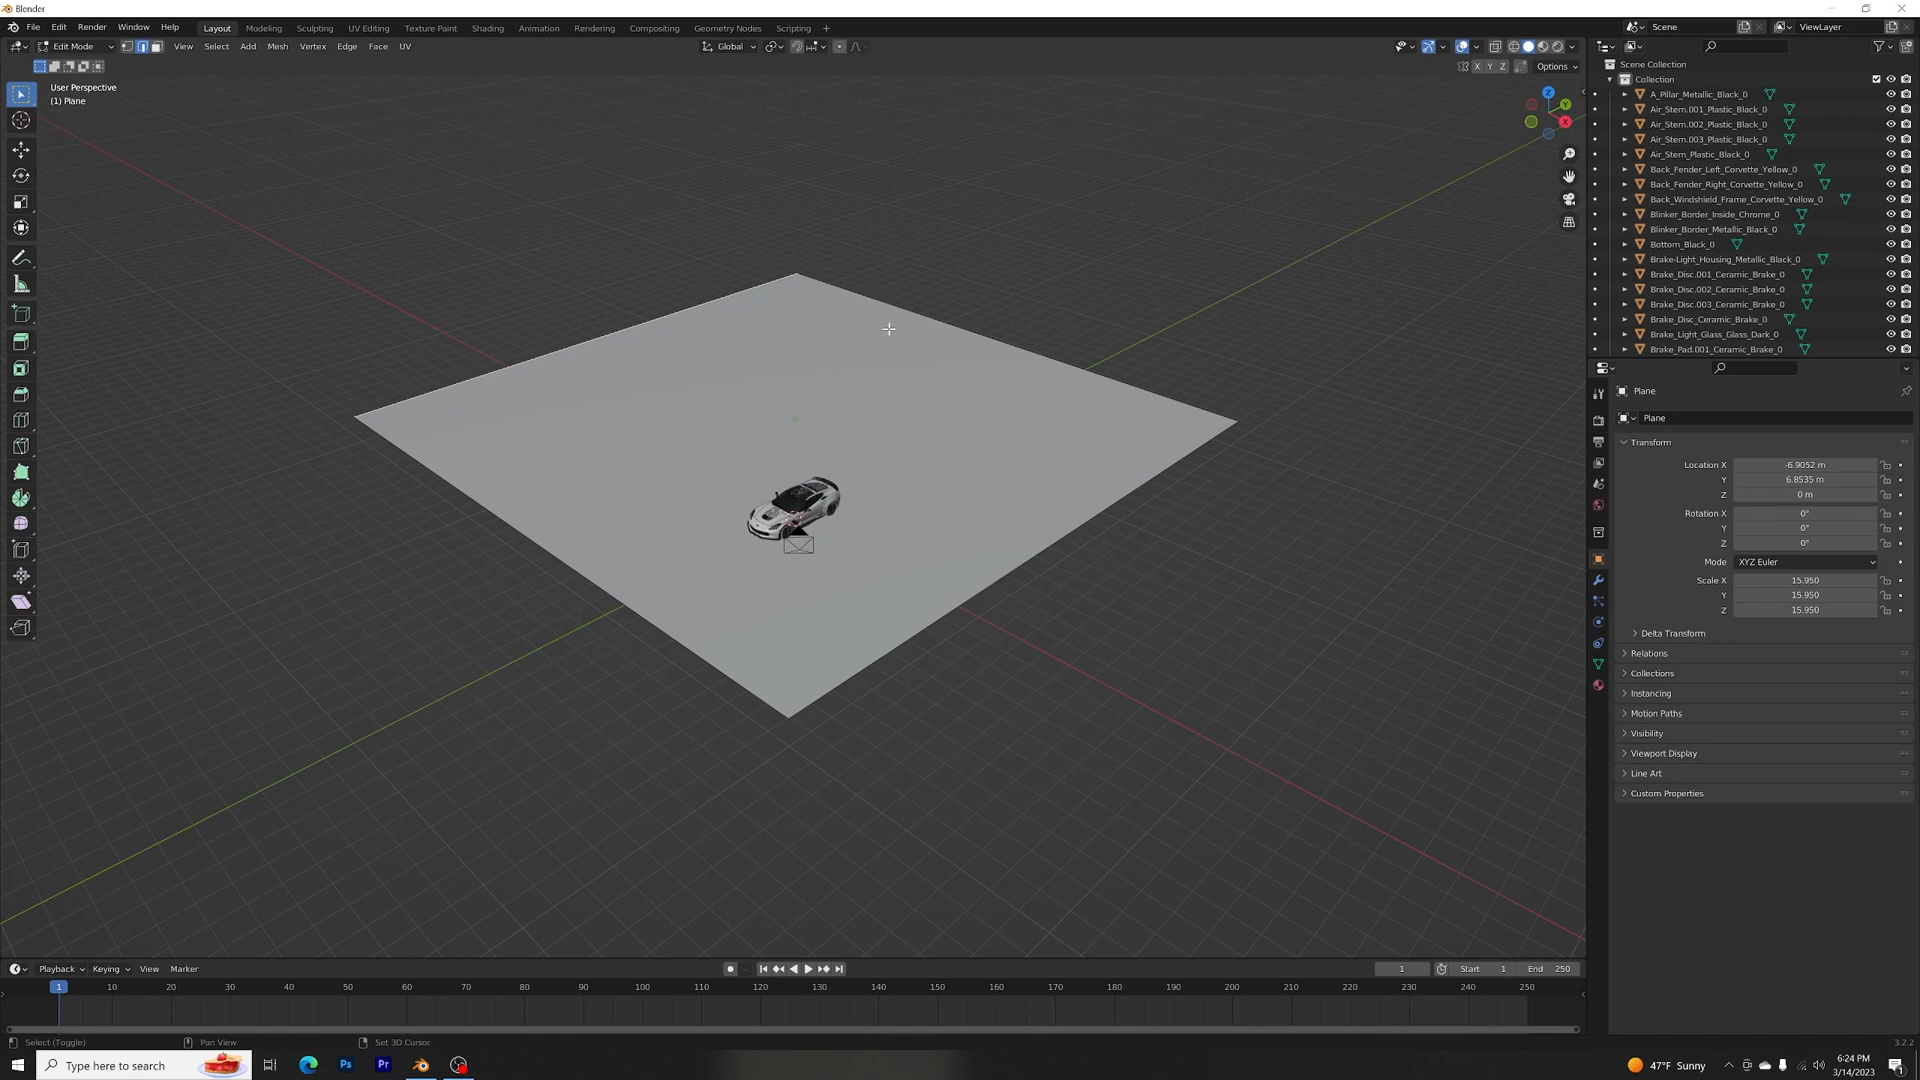 Blender
File Edit Render Window Help Layout Modeling Sculpting UV Editing Texture Paint Shading Animation Rendering Compositing Geometry Nodes Scripting + Scene ViewLayer
Edit Mode View Select Add Mesh Vertex Edge Face UV Global
X Y Z Options
User Perspective
(1) Plane
Z
Y
X
Scene Collection
Collection
A_Pillar_Metallic_Black_0
Air_Stem.001_Plastic_Black_0
Air_Stem.002_Plastic_Black_0
Air_Stem.003_Plastic_Black_0
Air_Stem_Plastic_Black_0
Back_Fender_Left_Corvette_Yellow_0
Back_Fender_Right_Corvette_Yellow_0
Back_Windshield_Frame_Corvette_Yellow_0
Blinker_Border_Inside_Chrome_0
Blinker_Border_Metallic_Black_0
Bottom_Black_0
Brake-Light_Housing_Metallic_Black_0
Brake_Disc.001_Ceramic_Brake_0
Brake_Disc.002_Ceramic_Brake_0
Brake_Disc.003_Ceramic_Brake_0
Brake_Disc_Ceramic_Brake_0
Brake_Light_Glass_Glass_Dark_0
Brake_Pad.001_Ceramic_Brake_0
Plane
Plane
Transform
Location X -6.9052 m
Y 6.8535 m
Z 0 m
Rotation X 0°
Y 0°
Z 0°
Mode XYZ Euler
Scale X 15.950
Y 15.950
Z 15.950
Delta Transform
Relations
Collections
Instancing
Motion Paths
Visibility
Viewport Display
Line Art
Custom Properties
Playback Keying View Marker 1 Start 1 End 250
1 10 20 30 40 50 60 70 80 90 100 110 120 130 140 150 160 170 180 190 200 210 220 230 240 250
Select (Toggle) Pan View Set 3D Cursor 3.2.2
Type here to search Ps Pr 47°F Sunny 6:24 PM
3/14/2023 1